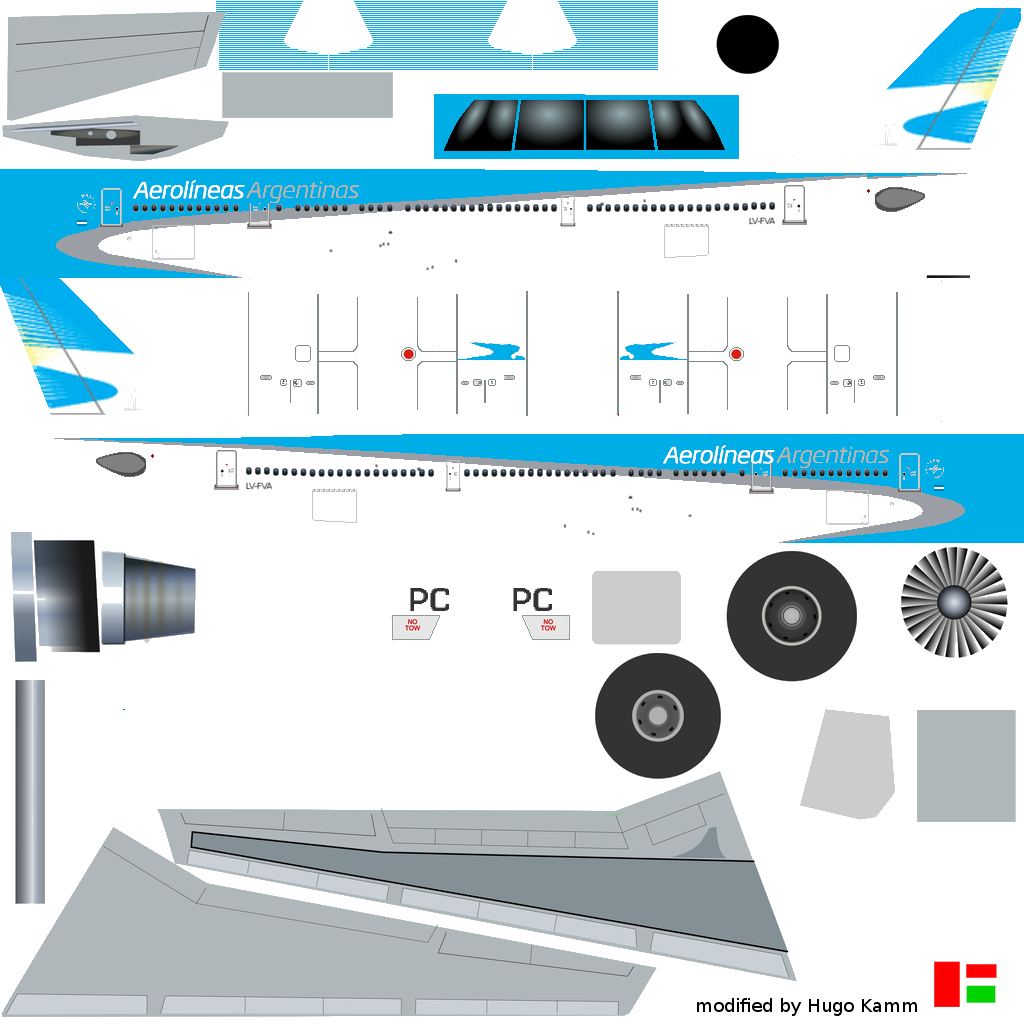 Aerolíneas Argentinas
LV-FVA
Aerolíneas Argentinas
LV-FVA
PC
NO
TOW
PC
NO
TOW
modified by Hugo Kamm